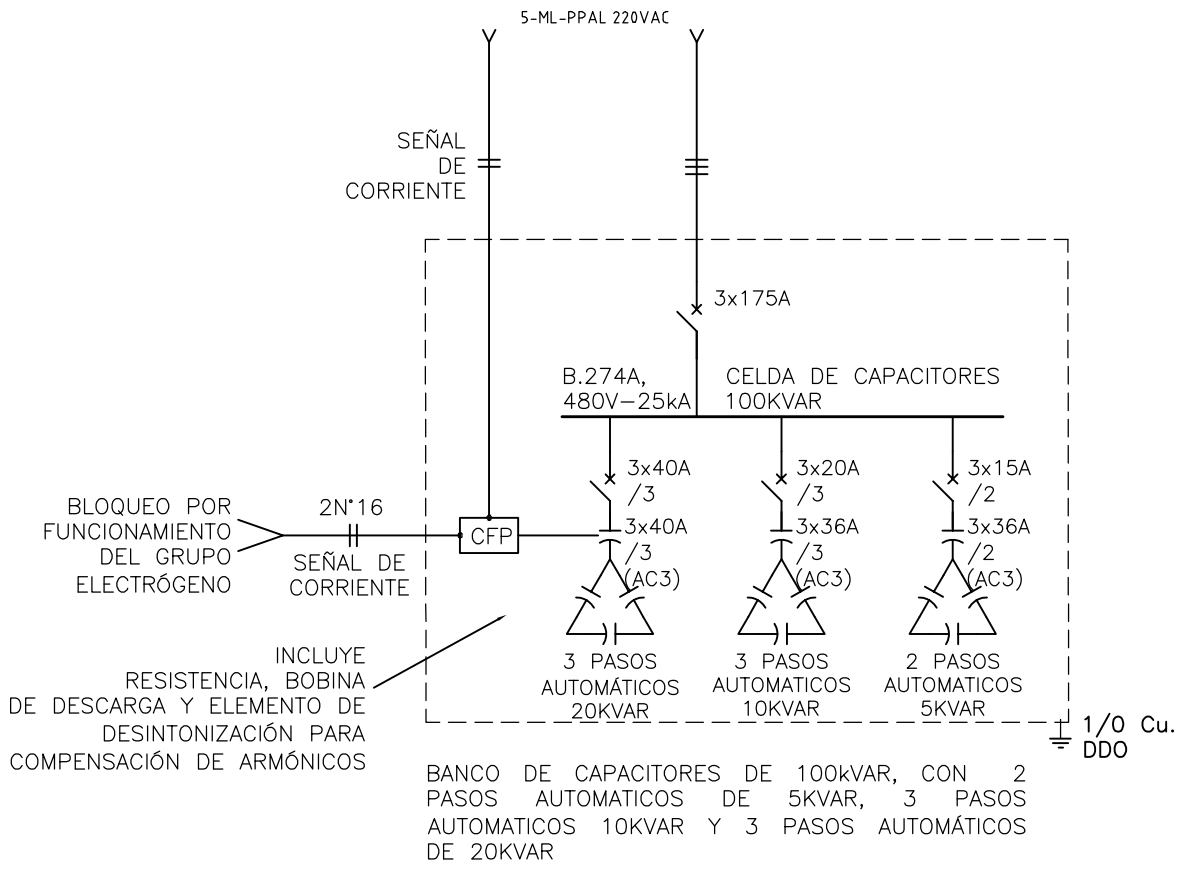 5-ML-PPAL 220VAC
SEÑAL
DE
CORRIENTE
3x175A
B.274A,
480V-25kA
CELDA DE CAPACITORES
100KVAR
3x40A
/3
3x20A
/3
3x15A
/2
BLOQUEO POR
FUNCIONAMIENTO
DEL GRUPO
ELECTRÓGENO
2N°16
SEÑAL DE
CORRIENTE
CFP
3x40A
/3
(AC3)
3x36A
/3
(AC3)
3x36A
/2
(AC3)
3 PASOS
AUTOMÁTICOS
20KVAR
3 PASOS
AUTOMÁTICOS
10KVAR
2 PASOS
AUTOMÁTICOS
5KVAR
INCLUYE
RESISTENCIA, BOBINA
DE DESCARGA Y ELEMENTO DE
DESINTONIZACIÓN PARA
COMPENSACIÓN DE ARMÓNICOS
1/0 Cu.
DDO
BANCO DE CAPACITORES DE 100kVAR, CON 2
PASOS AUTOMATICOS DE 5KVAR, 3 PASOS
AUTOMATICOS 10KVAR Y 3 PASOS AUTOMÁTICOS
DE 20KVAR